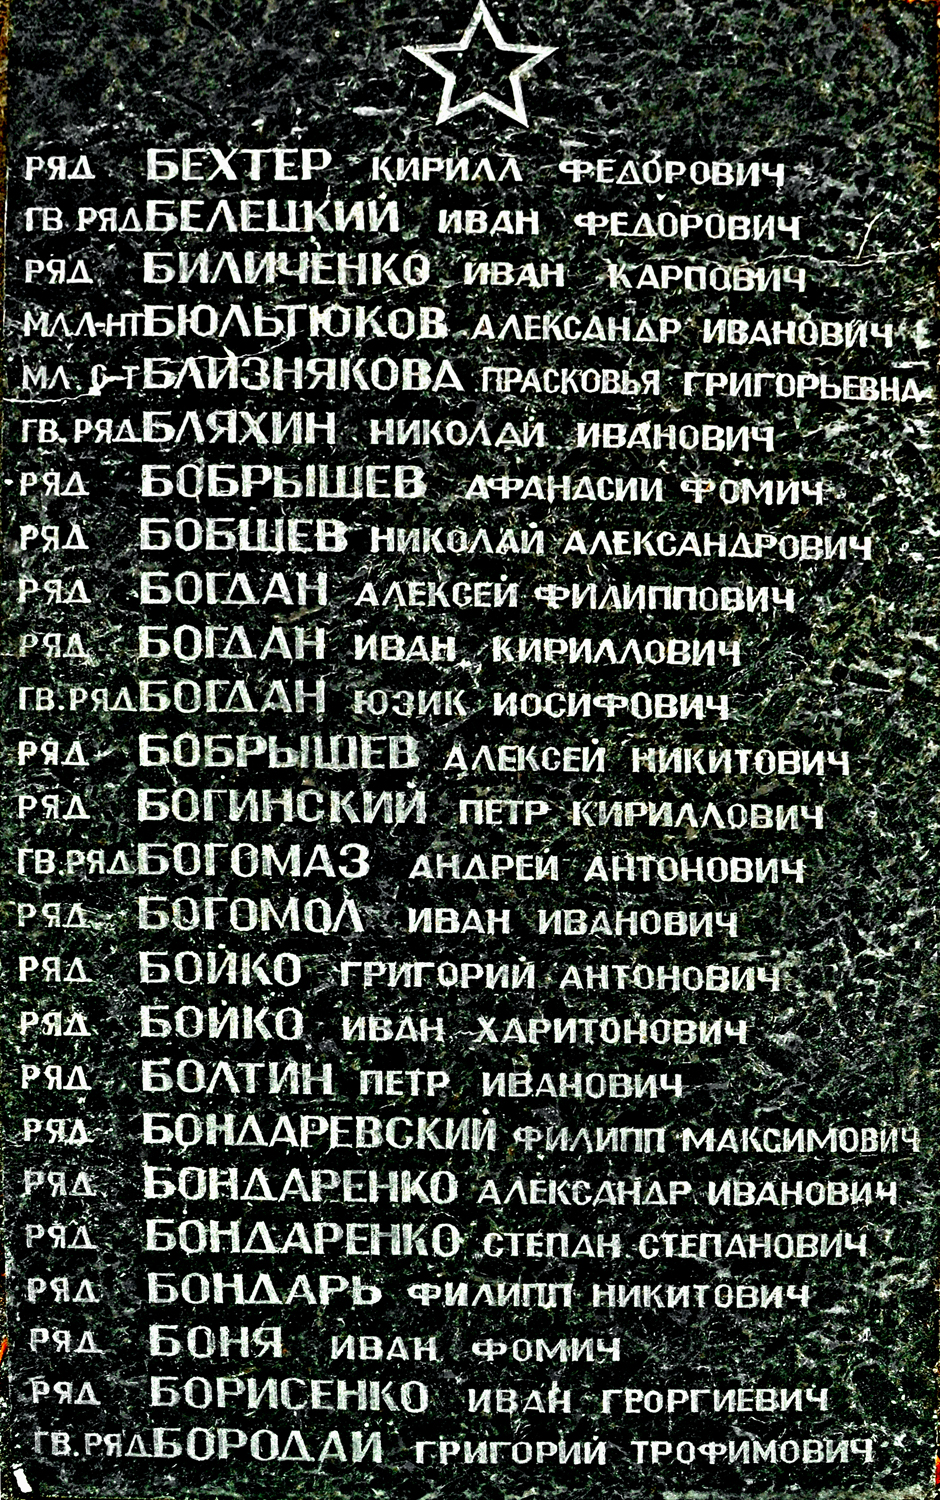 РЯД БЕХТЕР КИРИЛЛ ФЕДОРОВИЧ
ГВ РЯД БЕЛЕЦКИЙ ИВАН ФЕДОРОВИЧ
РЯД БИЛИЧЕНКО ИВАН КАРПОВИЧ
МЛ Л-НТ БЮЛЬТЮКОВ АЛЕКСАНДР ИВАНОВИЧ
МЛ. С-Т БЛИЗНЯКОВА ПРАСКОВЬЯ ГРИГОРЬЕВНА
ГВ. РЯД БЛЯХИН НИКОЛАЙ ИВАНОВИЧ
РЯД БОБРЫШЕВ АФАНАСИИ ФОМИЧ
РЯД БОБШЕВ НИКОЛАЙ АЛЕКСАНДРОВИЧ
РЯД БОГДАН АЛЕКСЕЙ ФИЛИППОВИЧ
РЯД БОГДАН ИВАН КИРИЛЛОВИЧ
ГВ. РЯД БОГДАН ЮЗИК ИОСИФОВИЧ
РЯД БОБРЫШЕВ АЛЕКСЕЙ НИКИТОВИЧ
РЯД БОГИНСКИЙ ПЕТР КИРИЛЛОВИЧ
ГВ. РЯД БОГОМАЗ АНДРЕЙ АНТОНОВИЧ
РЯД БОГОМОЛ ИВАН ИВАНОВИЧ
РЯД БОЙКО ГРИГОРИЙ АНТОНОВИЧ
РЯД БОЙКО ИВАН ХАРИТОНОВИЧ
РЯД БОЛТИН ПЕТР ИВАНОВИЧ
РЯД БОНДАРЕВСКИЙ ФИЛИПП МАКСИМОВИЧ
РЯД БОНДАРЕНКО АЛЕКСАНДР ИВАНОВИЧ
РЯД БОНДАРЕНКО СТЕПАН СТЕПАНОВИЧ
РЯД БОНДАРЬ ФИЛИПП НИКИТОВИЧ
РЯД БОНЯ ИВАН ФОМИЧ
РЯД БОРИСЕНКО ИВАН ГЕОРГИЕВИЧ
ГВ. РЯД БОРОДАЙ ГРИГОРИЙ ТРОФИМОВИЧ